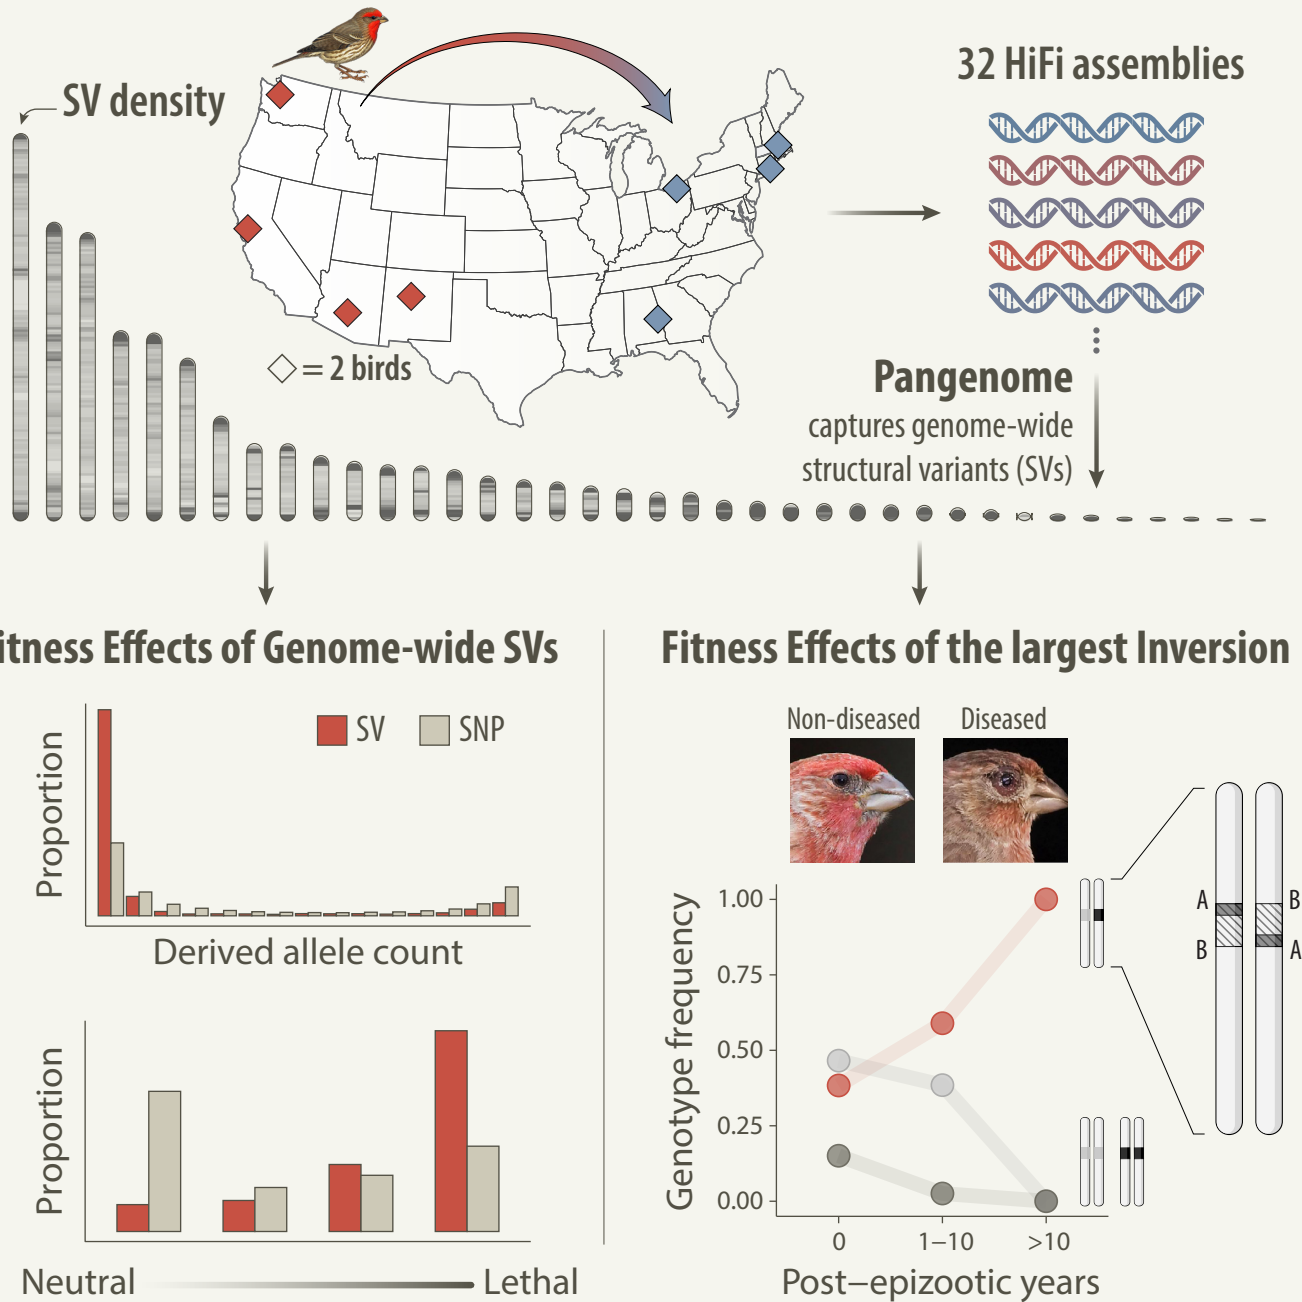 32 HiFi assemblies
SV density
= 2 birds
Pangenome
captures genome-wide
structural variants (SVs)
itness Effects of Genome-wide SVs
SV
SNP
Proportion
Derived allele count
Proportion
Neutral
Lethal
Fitness Effects of the largest Inversion
Non-diseased
Diseased
Genotype frequency
1.00
0.75
0.50
0.25
0.00
0
1–10
>10
Post–epizootic years
A
B
B
A